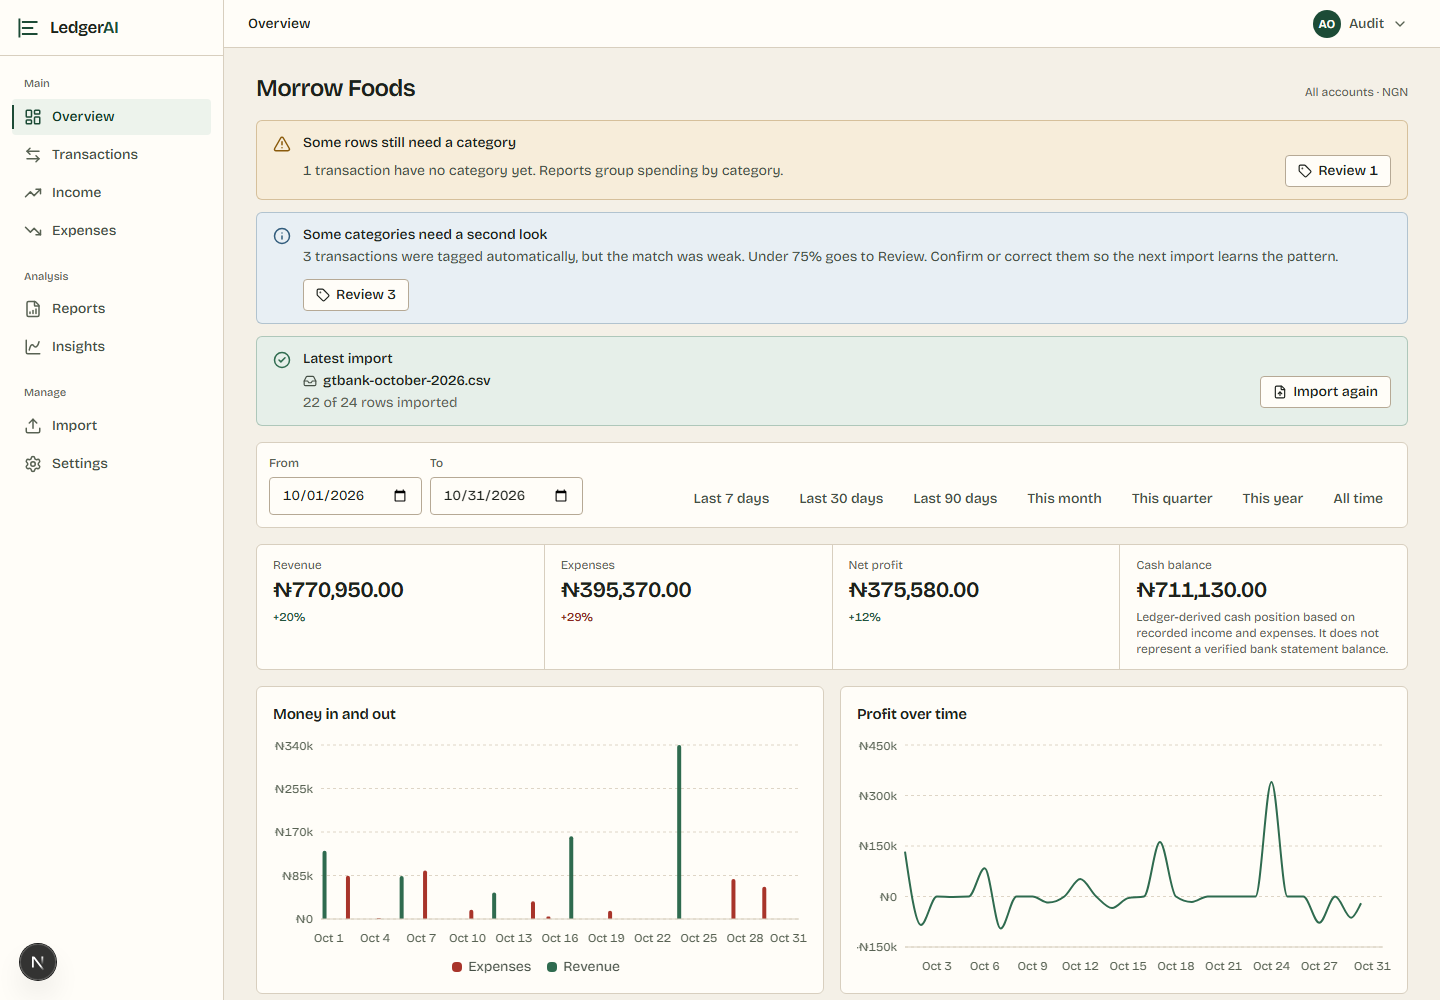 LedgerAI
Overview
AO Audit
Main
Overview
Transactions
Income
Expenses
Analysis
Reports
Insights
Manage
Import
Settings
N
Morrow Foods
All accounts · NGN
Some rows still need a category
1 transaction have no category yet. Reports group spending by category.
Review 1
Some categories need a second look
3 transactions were tagged automatically, but the match was weak. Under 75% goes to Review. Confirm or correct them so the next import learns the pattern.
Review 3
Latest import
gtbank-october-2026.csv
22 of 24 rows imported
Import again
From To
10/01/2026 10/31/2026
Last 7 days Last 30 days Last 90 days This month This quarter This year All time
Revenue
₦770,950.00
+20%
Expenses
₦395,370.00
+29%
Net profit
₦375,580.00
+12%
Cash balance
₦711,130.00
Ledger-derived cash position based on
recorded income and expenses. It does not
represent a verified bank statement balance.
Money in and out
₦340k
₦255k
₦170k
₦85k
₦0
Oct 1 Oct 4 Oct 7 Oct 10 Oct 13 Oct 16 Oct 19 Oct 22 Oct 25 Oct 28 Oct 31
Expenses Revenue
Profit over time
₦450k
₦300k
₦150k
₦0
-₦150k
Oct 3 Oct 6 Oct 9 Oct 12 Oct 15 Oct 18 Oct 21 Oct 24 Oct 27 Oct 31